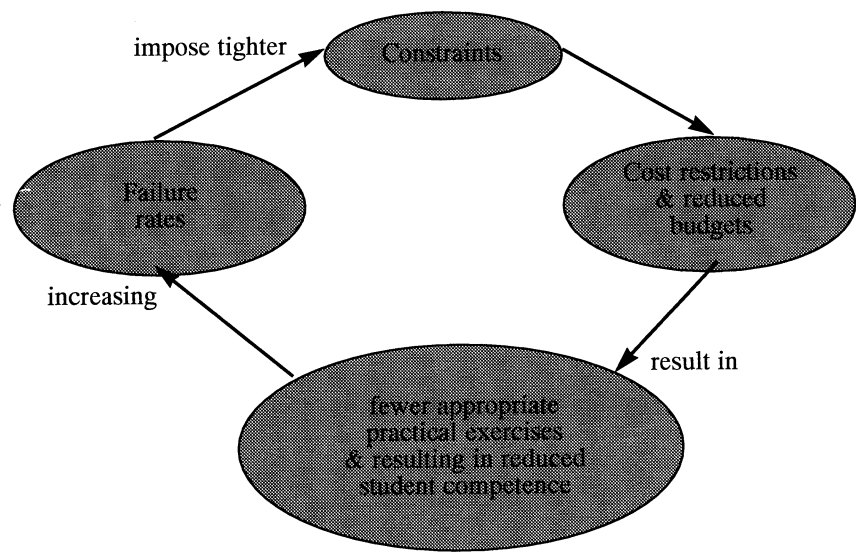 impose tighter
Constraints
Cost restrictions
& reduced
budgets
Failure
rates
increasing
result in
fewer appropriate
practical exercises
& resulting in reduced
student competence